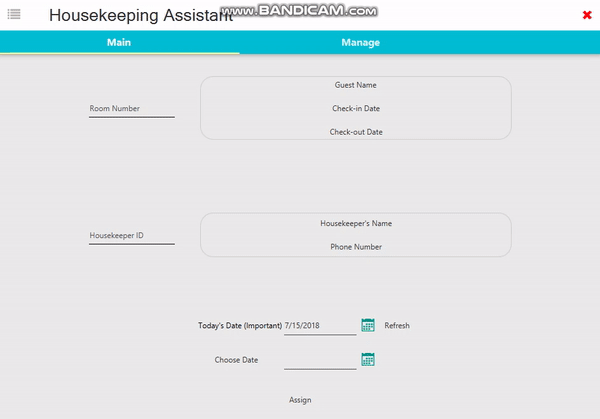 Housekeeping Assistant
www.BANDICAM.com
Main
Manage
Room Number
Guest Name
Check-in Date
Check-out Date
Housekeeper ID
Housekeeper's Name
Phone Number
Today's Date (Important) 7/15/2018
Refresh
Choose Date
Assign